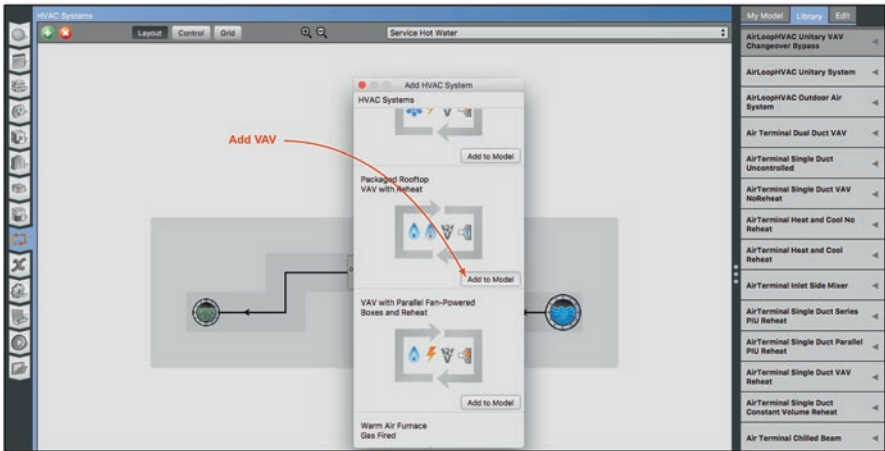 HVAC Systems
Layout
Control
Grid
Service Hot Water
My Model
Library
Edit
Add HVAC System
HVAC Systems
Add to Model
Add VAV
Packaged Rooftop
VAV with Reheat
Add to Model
VAV with Parallel Fan-Powered
Boxes and Reheat
Add to Model
Warm Air Furnace
Gas Fired
AirLoopHVAC Unitary VAV
Changeover Bypass
AirLoopHVAC Unitary System
AirLoopHVAC Outdoor Air
System
Air Terminal Dual Duct VAV
AirTerminal Single Duct
Uncontrolled
AirTerminal Single Duct VAV
NoReheat
AirTerminal Heat and Cool No
Reheat
AirTerminal Heat and Cool
Reheat
AirTerminal Inlet Side Mixer
AirTerminal Single Duct Series
PIU Reheat
AirTerminal Single Duct Parallel
PIU Reheat
AirTerminal Single Duct VAV
Reheat
AirTerminal Single Duct
Constant Volume Reheat
Air Terminal Chilled Beam